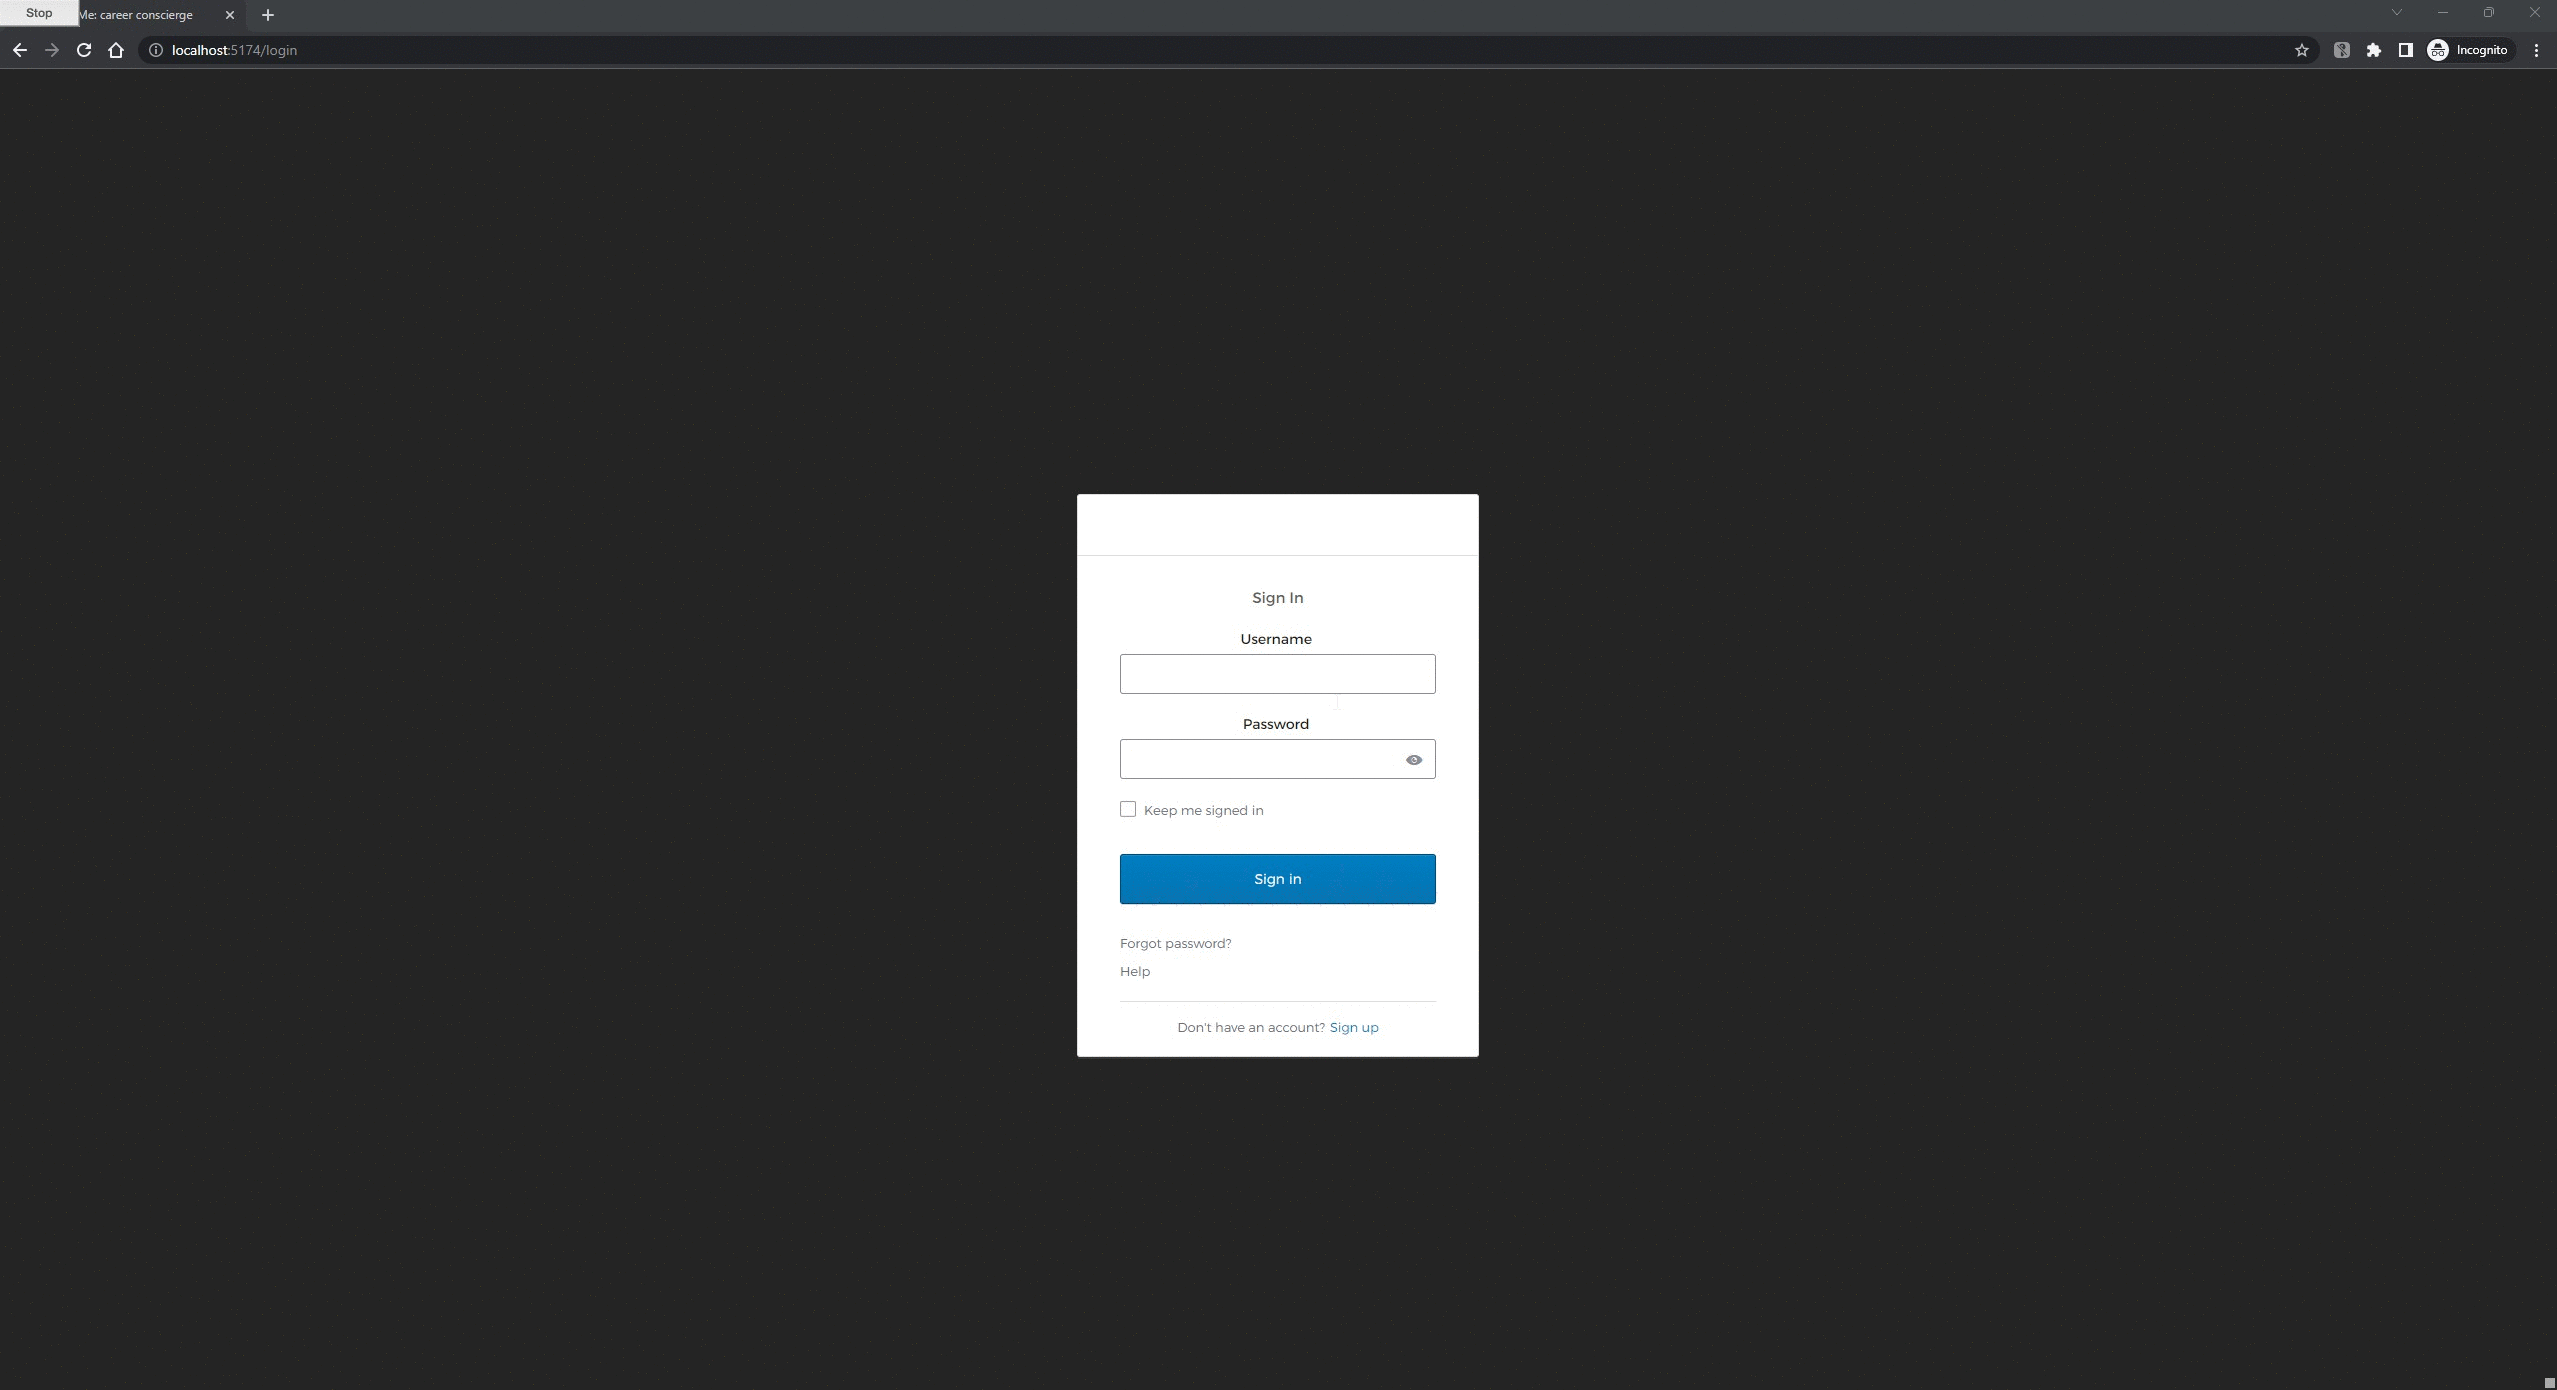 Stop
Me: career conscierge
localhost:5174/login
Incognito
Sign In
Username
Password
Keep me signed in
Sign in
Forgot password?
Help
Don't have an account? Sign up